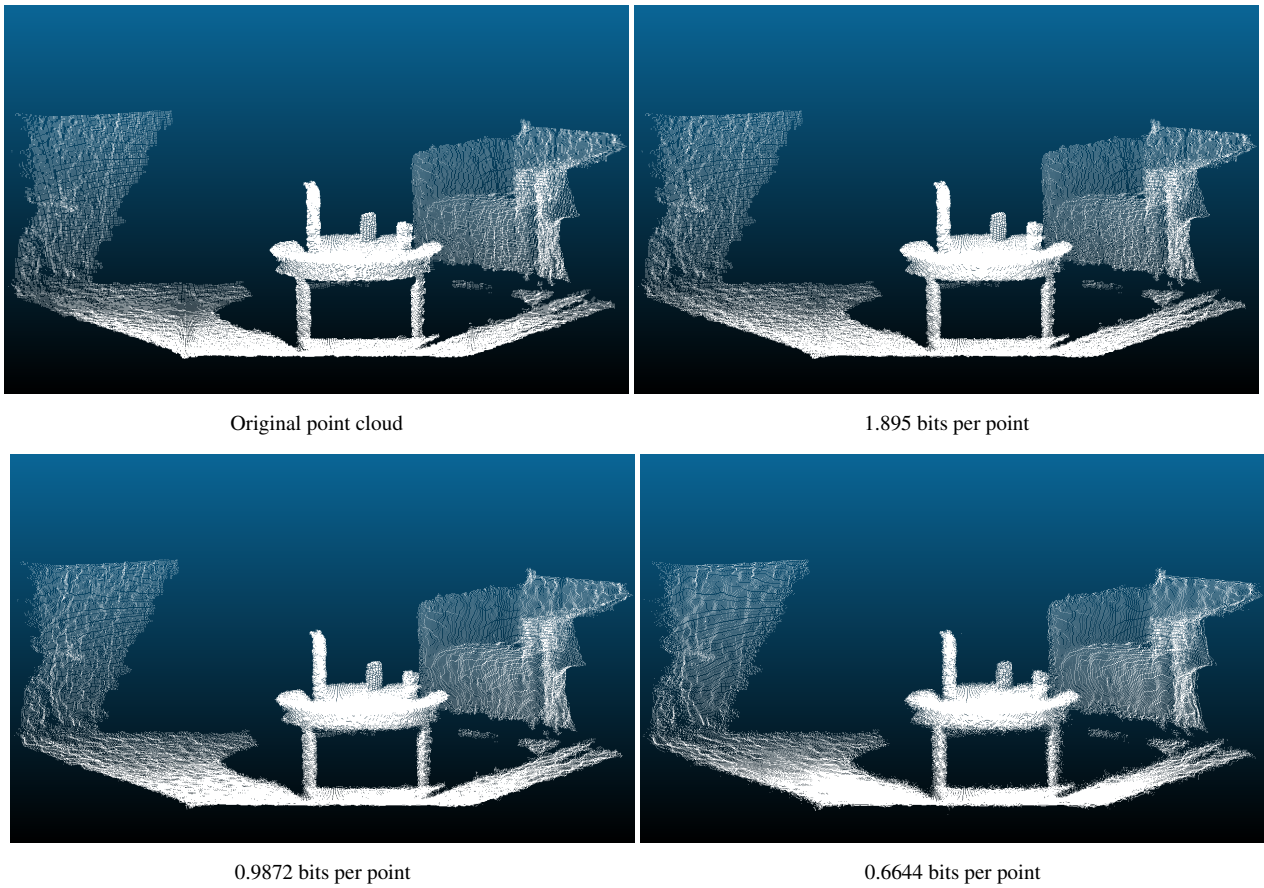 Original point cloud
1.895 bits per point
0.9872 bits per point
0.6644 bits per point